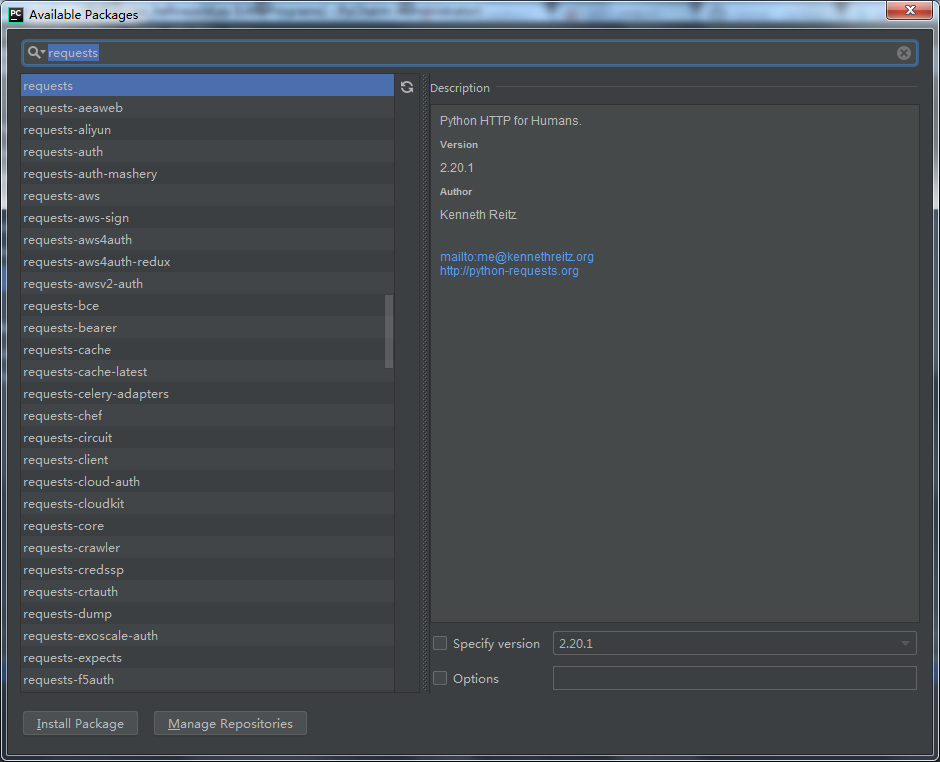 PC Available Packages
requests
requests
requests-aeaweb
requests-aliyun
requests-auth
requests-auth-mashery
requests-aws
requests-aws-sign
requests-aws4auth
requests-aws4auth-redux
requests-awsv2-auth
requests-bce
requests-bearer
requests-cache
requests-cache-latest
requests-celery-adapters
requests-chef
requests-circuit
requests-client
requests-cloud-auth
requests-cloudkit
requests-core
requests-crawler
requests-credssp
requests-crtauth
requests-dump
requests-exoscale-auth
requests-expects
requests-f5auth
Description
Python HTTP for Humans.
Version
2.20.1
Author
Kenneth Reitz
mailto:me@kennethreitz.org
http://python-requests.org
Specify version 2.20.1
Options
Install Package Manage Repositories